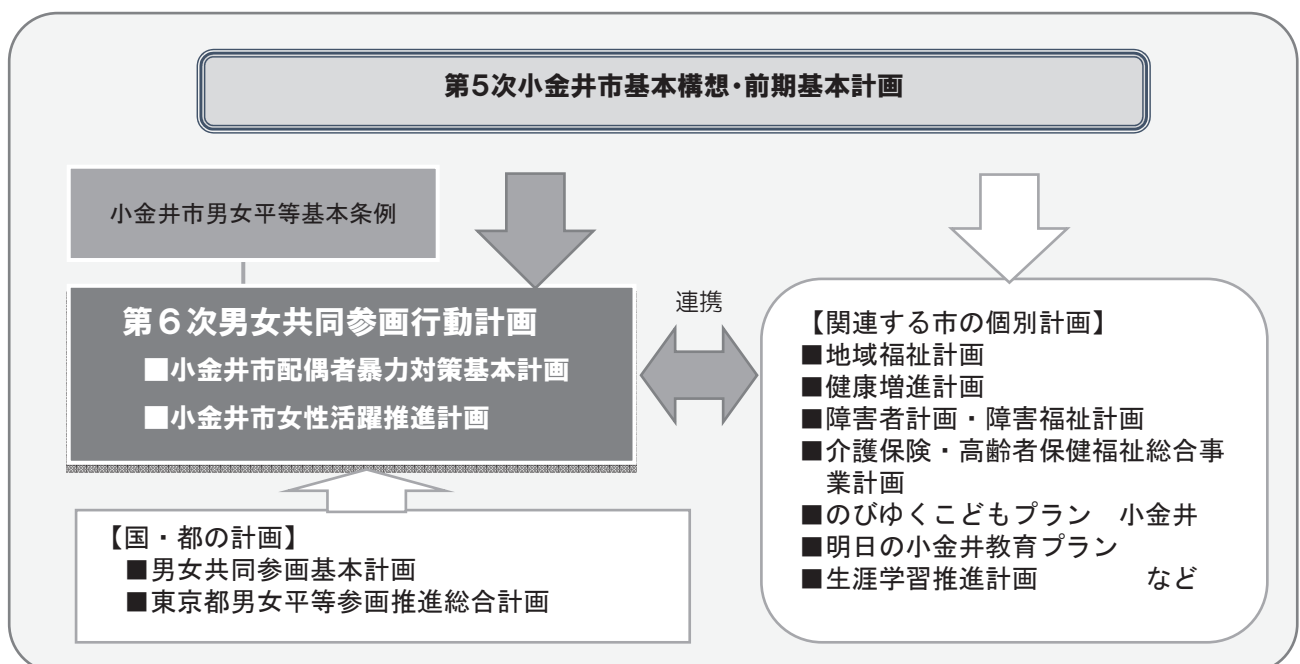 第5次小金井市基本構想・前期基本計画
小金井市男女平等基本条例
第６次男女共同参画行動計画
■小金井市配偶者暴力対策基本計画
■小金井市女性活躍推進計画
連携
【関連する市の個別計画】
■地域福祉計画
■健康増進計画
■障害者計画・障害福祉計画
■介護保険・高齢者保健福祉総合事
業計画
■のびゆくこどもプラン　小金井
■明日の小金井教育プラン
■生涯学習推進計画　　　　など
【国・都の計画】
■男女共同参画基本計画
■東京都男女平等参画推進総合計画